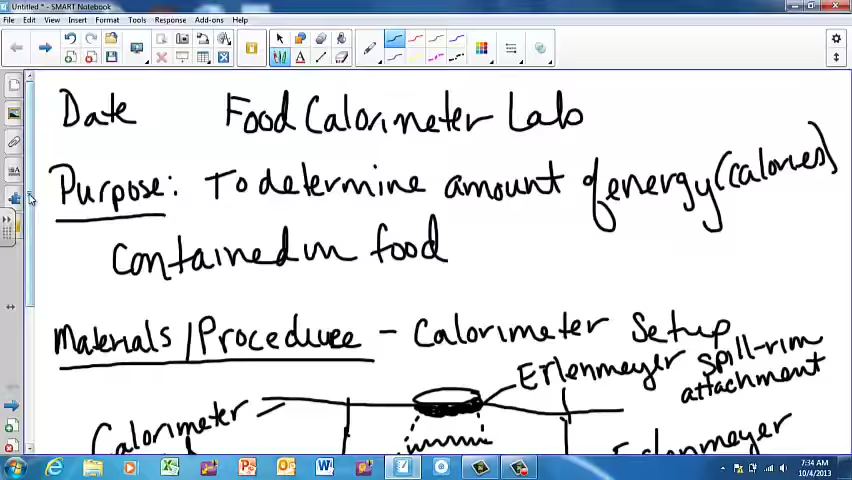 Untitled * - SMART Notebook
File Edit View Insert Format Tools Response Add-ons Help
Date Food Calorimeter Lab
Purpose: To determine amount of energy (calories)
contained in food
Materials/Procedure - Calorimeter Setup
Erlenmeyer spill-rim
attachment
Calorimeter
Erlenmeyer
7:34 AM
10/4/2013